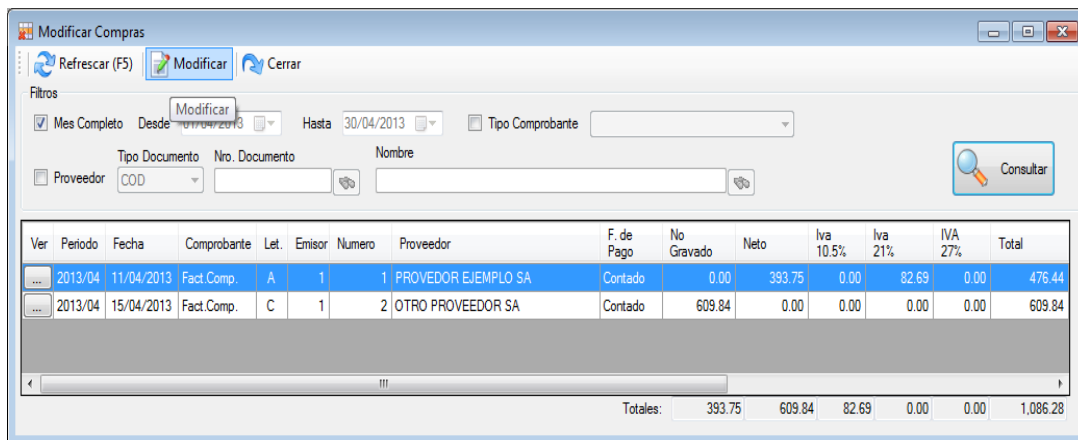 Modificar Compras
Refrescar (F5) Modificar Cerrar
Filtros
Modificar
Mes Completo Desde 01/04/2013 Hasta 30/04/2013 Tipo Comprobante
Tipo Documento Nro. Documento Nombre
Proveedor COD Consultar
Ver Periodo Fecha Comprobante Let. Emisor Numero Proveedor F. de Pago No Gravado Neto Iva 10.5% Iva 21% IVA 27% Total
... 2013/04 11/04/2013 Fact.Comp. A 1 1 PROVEDOR EJEMPLO SA Contado 0.00 393.75 0.00 82.69 0.00 476.44
... 2013/04 15/04/2013 Fact.Comp. C 1 2 OTRO PROVEEDOR SA Contado 609.84 0.00 0.00 0.00 0.00 609.84
Totales: 393.75 609.84 82.69 0.00 0.00 1,086.28